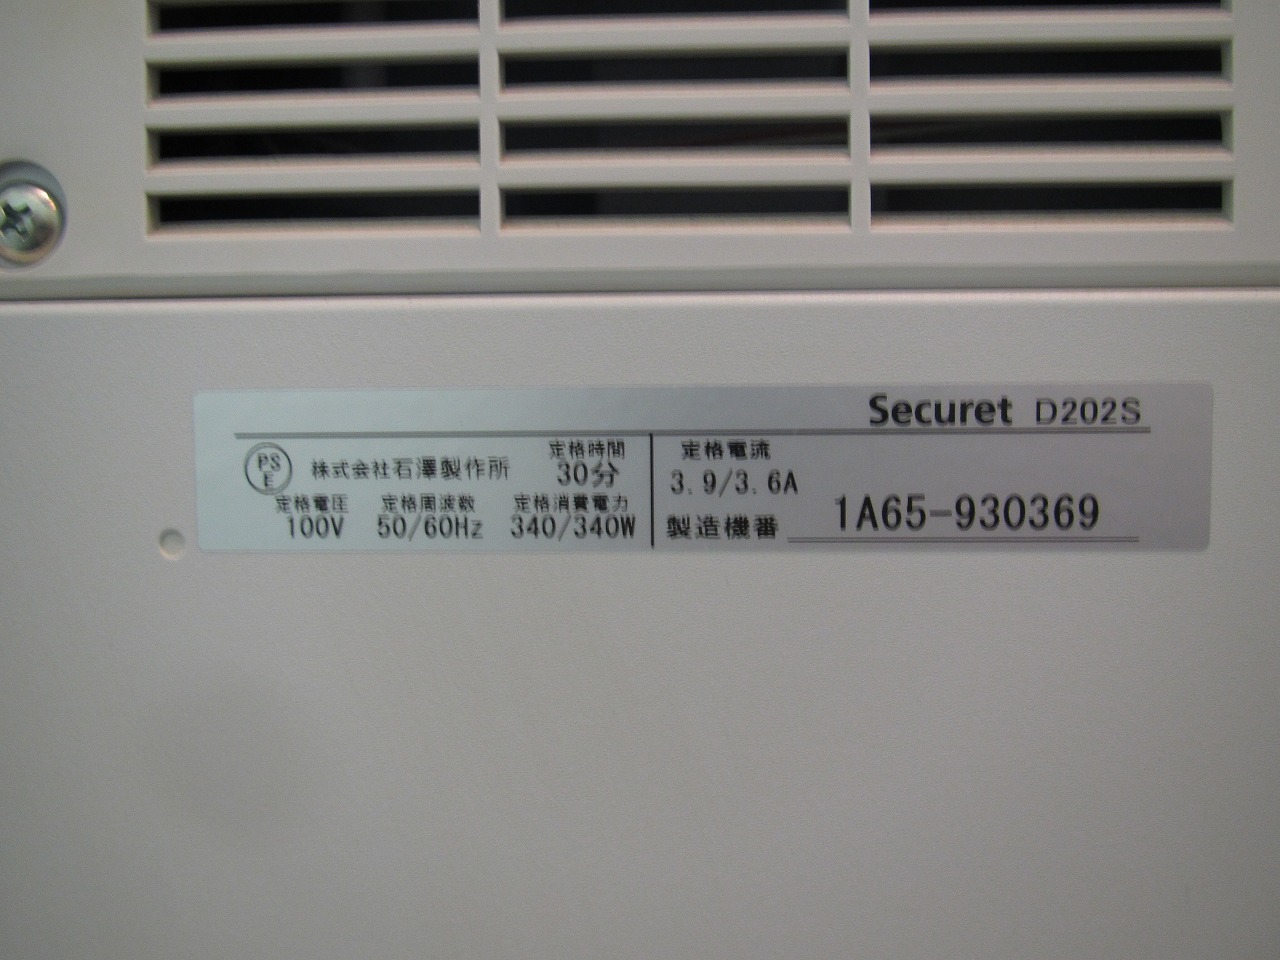 Securet D202S
PS
E
株式会社石澤製作所
定格時間
30分
定格電圧 定格周波数 定格消費電力
100V 50/60Hz 340/340W
定格電流
3.9/3.6A
製造機番 1A65-930369